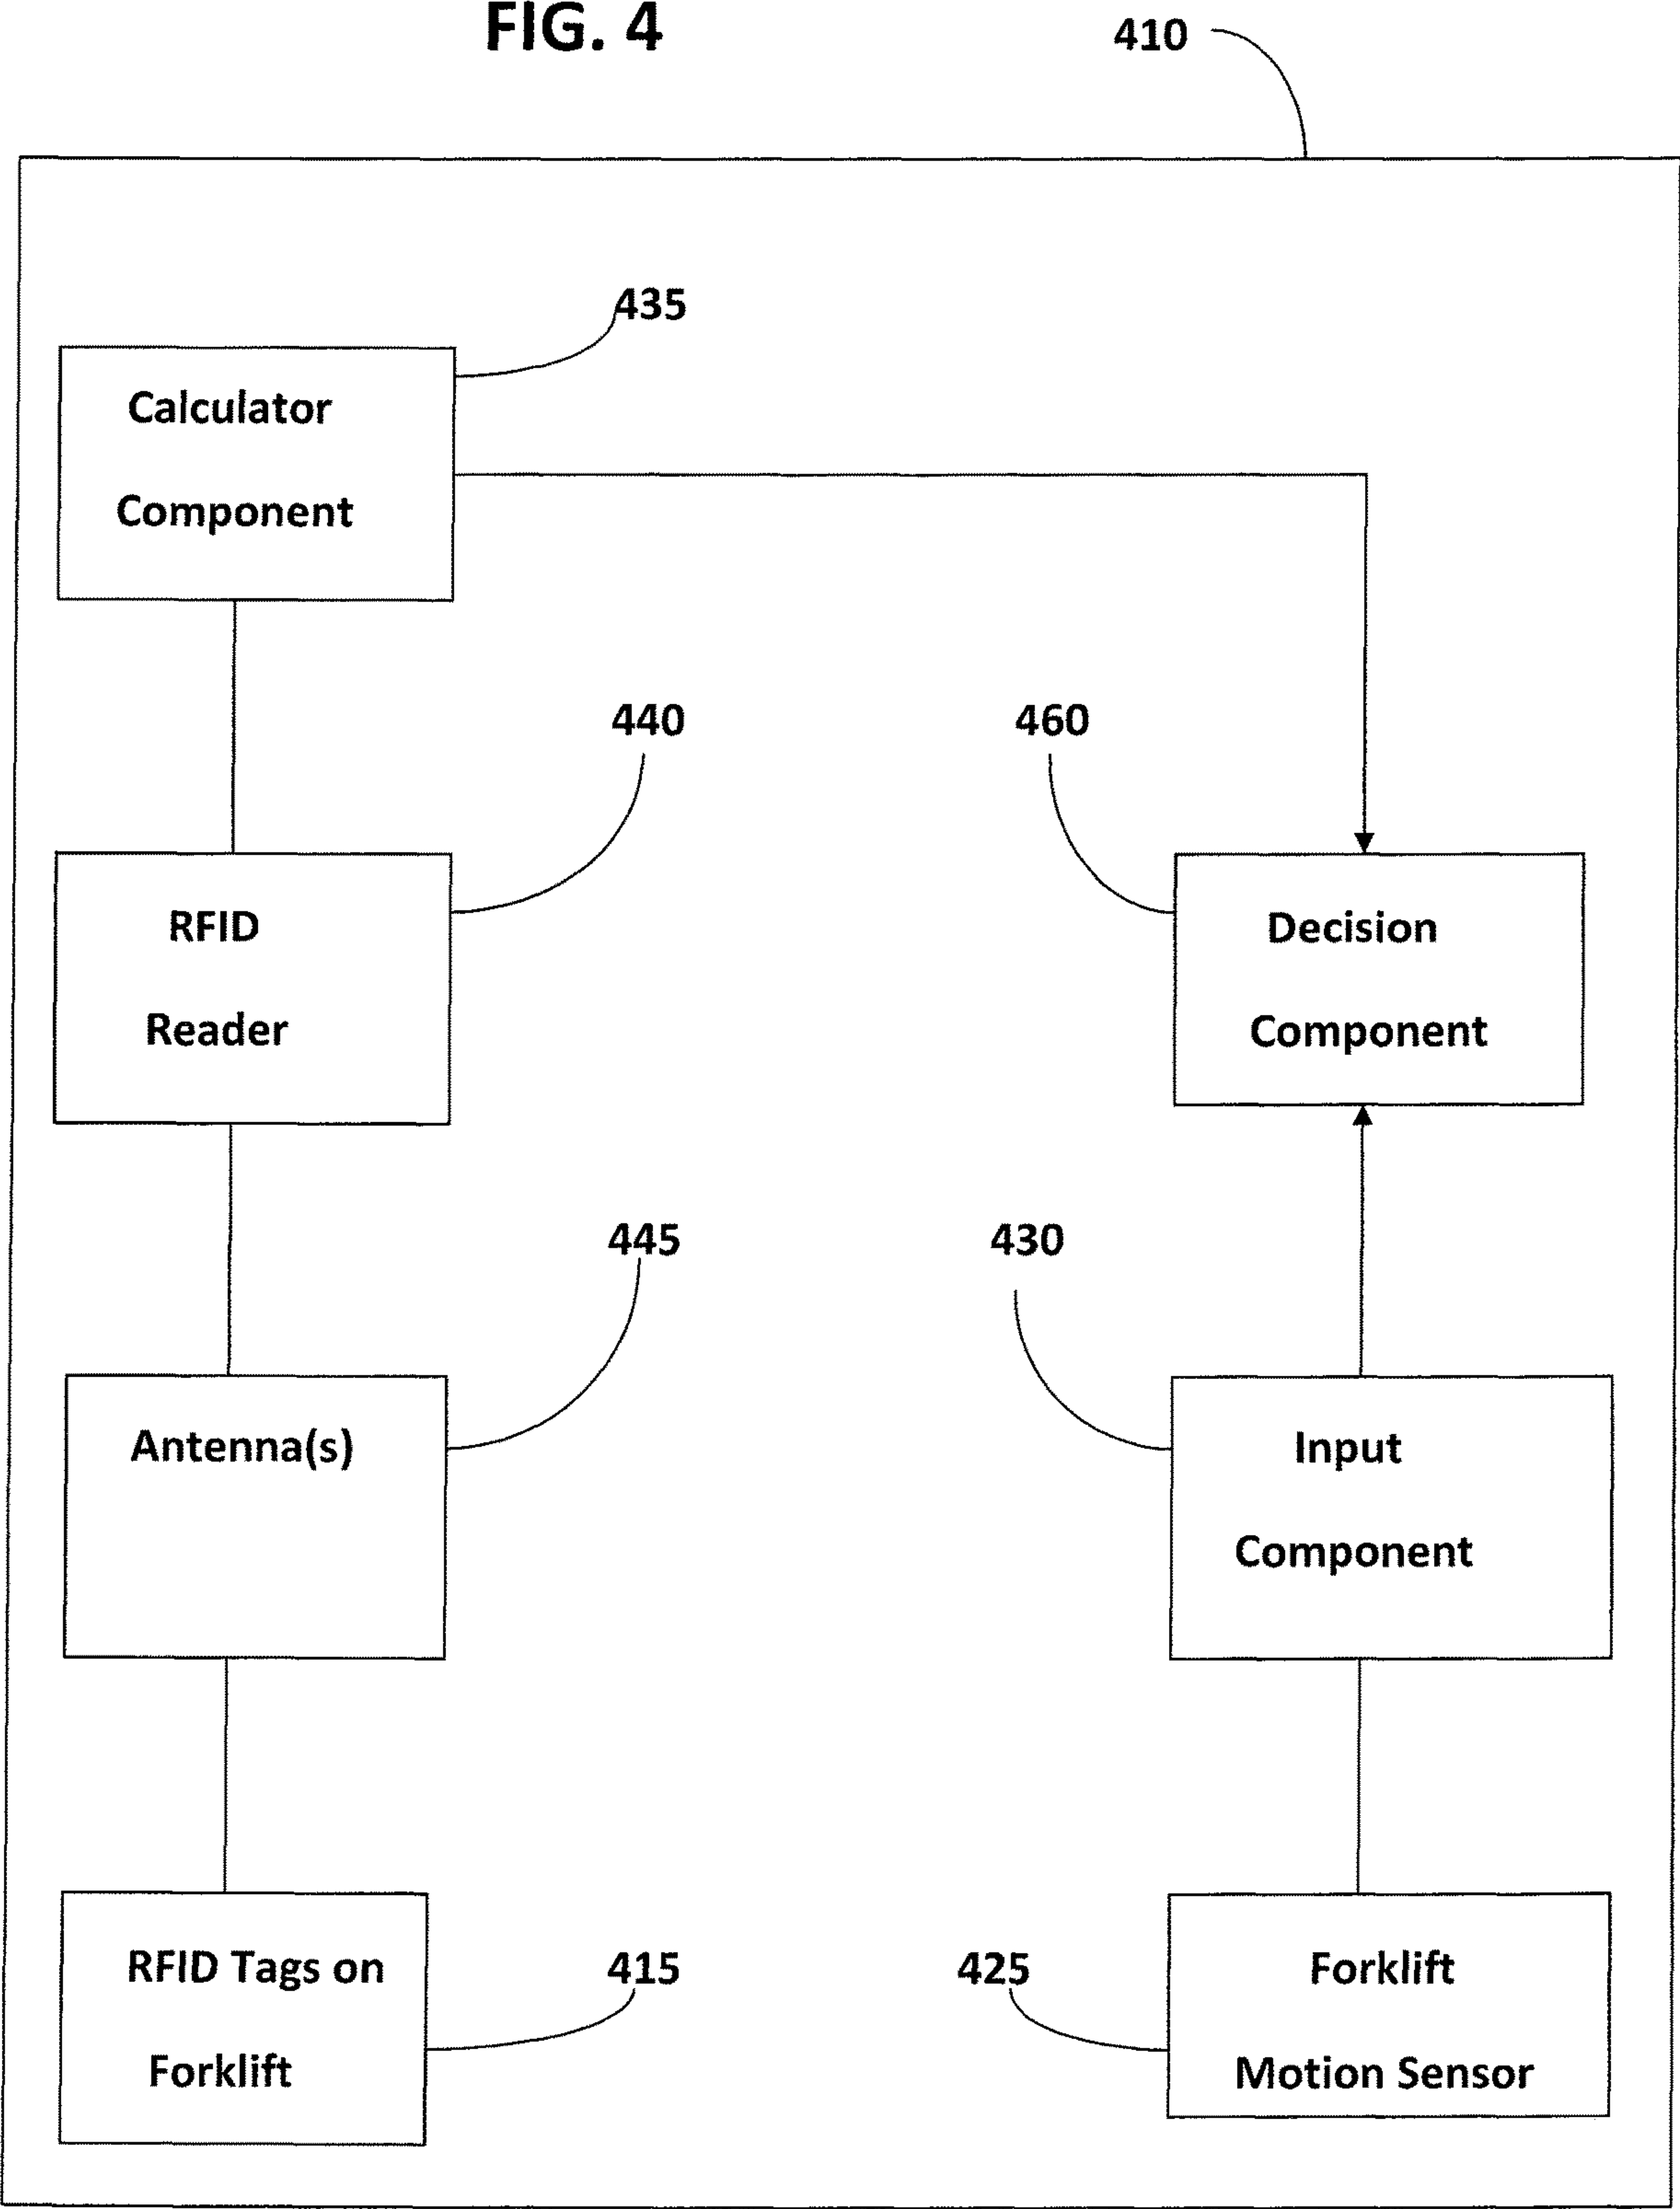 FIG. 4
410
435
Calculator
Component
440
460
RFID
Reader
Decision
Component
445
430
Antenna(s)
Input
Component
RFID Tags on
Forklift
415
425
Forklift
Motion Sensor